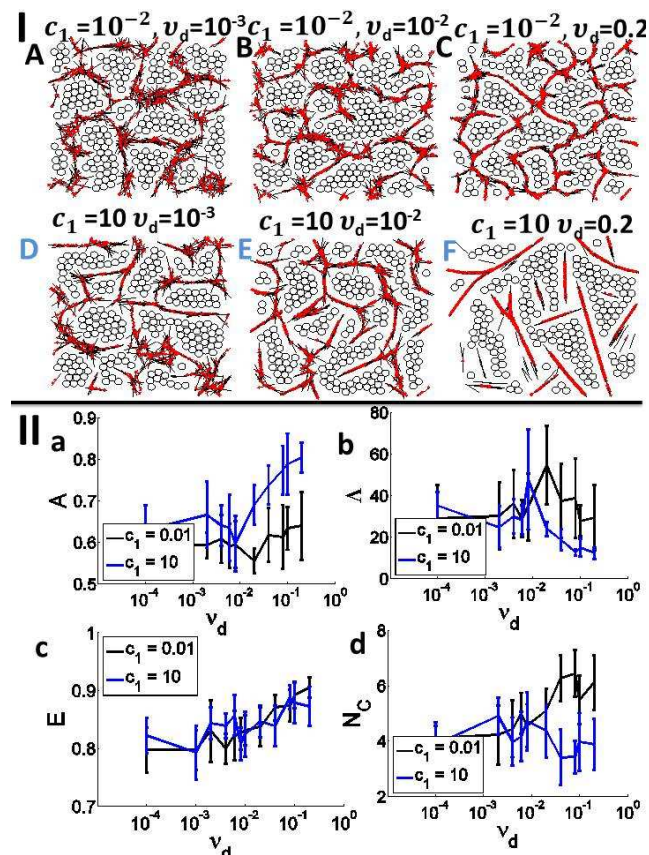 I
c₁ = 10⁻², υd=10⁻³ c₁ =10⁻², υd=10⁻² c₁ =10⁻², υd=0.2
A B C
c₁ =10 υd=10⁻³ c₁ =10 υd=10⁻² c₁ =10 υd=0.2
D E F
II
a
0.9
0.8
0.7
0.6
0.5
A
c₁ = 0.01
c₁ = 10
10⁻⁴ 10⁻³ 10⁻² 10⁻¹ 10⁰
νd
b
80
60
40
20
0
Λ
c₁ = 0.01
c₁ = 10
10⁻⁴ 10⁻³ 10⁻² 10⁻¹ 10⁰
νd
c
1
0.9
0.8
0.7
E
c₁ = 0.01
c₁ = 10
10⁻⁴ 10⁻³ 10⁻² 10⁻¹ 10⁰
νd
d
8
6
4
2
NC
c₁ = 0.01
c₁ = 10
10⁻⁴ 10⁻³ 10⁻² 10⁻¹ 10⁰
νd